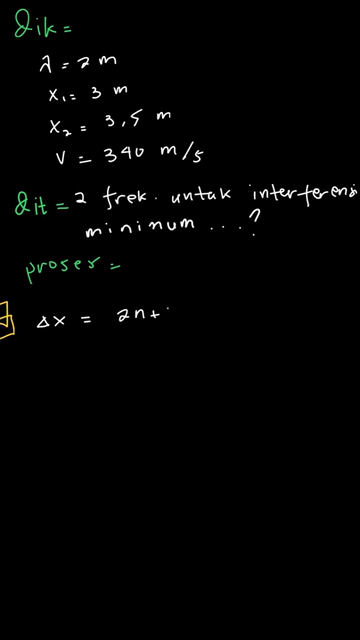 dik =
λ = 2 m
x₁ = 3 m
x₂ = 3,5 m
v = 340 m/s
dit = 2 frek. untuk interferensi
minimum ...?
proses =
Δx = 2n+